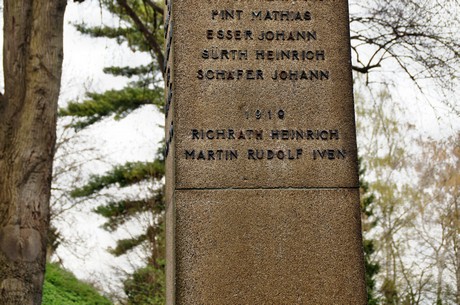 PINT MATHIAS
ESSER JOHANN
SÜRTH HEINRICH
SCHÄFER JOHANN
1919
RICHRATH HEINRICH
MARTIN RUDOLF IVEN